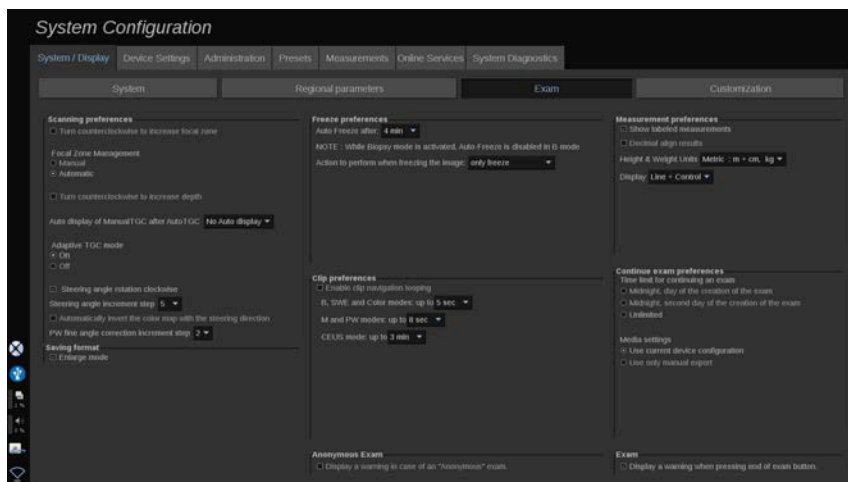 System Configuration
System / Display
Device Settings
Administration
Presets
Measurements
Online Services
System Diagnostics
System
Regional parameters
Exam
Customization
Scanning preferences
Turn counterclockwise to increase focal zone
Focal Zone Management
Manual
Automatic
Turn counterclockwise to increase depth
Auto display of ManualTGC after AutoTGC No Auto display
Adaptive TGC mode
On
Off
Steering angle rotation clockwise
Steering angle increment step 5
Automatically invert the color map with the steering direction
PW fine angle correction increment step 2
Saving format
Enlarge mode
Freeze preferences
Auto Freeze after: 4 min
NOTE : While Biopsy mode is activated, Auto Freeze is disabled in B mode
Action to perform when freezing the image: only freeze
Clip preferences
Enable clip navigation looping
B, SWE and Color modes: up to 5 sec
M and PW modes: up to 8 sec
CEUS mode: up to 3 min
Anonymous Exam
Display a warning in case of an "Anonymous" exam.
Measurement preferences
Show labeled measurements
Decimal align results
Height & Weight Units Metric : m + cm, kg
Display Line + Control
Continue exam preferences
Time limit for continuing an exam
Midnight, day of the creation of the exam
Midnight, second day of the creation of the exam
Unlimited
Media settings
Use current device configuration
Use only manual export
Exam
Display a warning when pressing end of exam button.